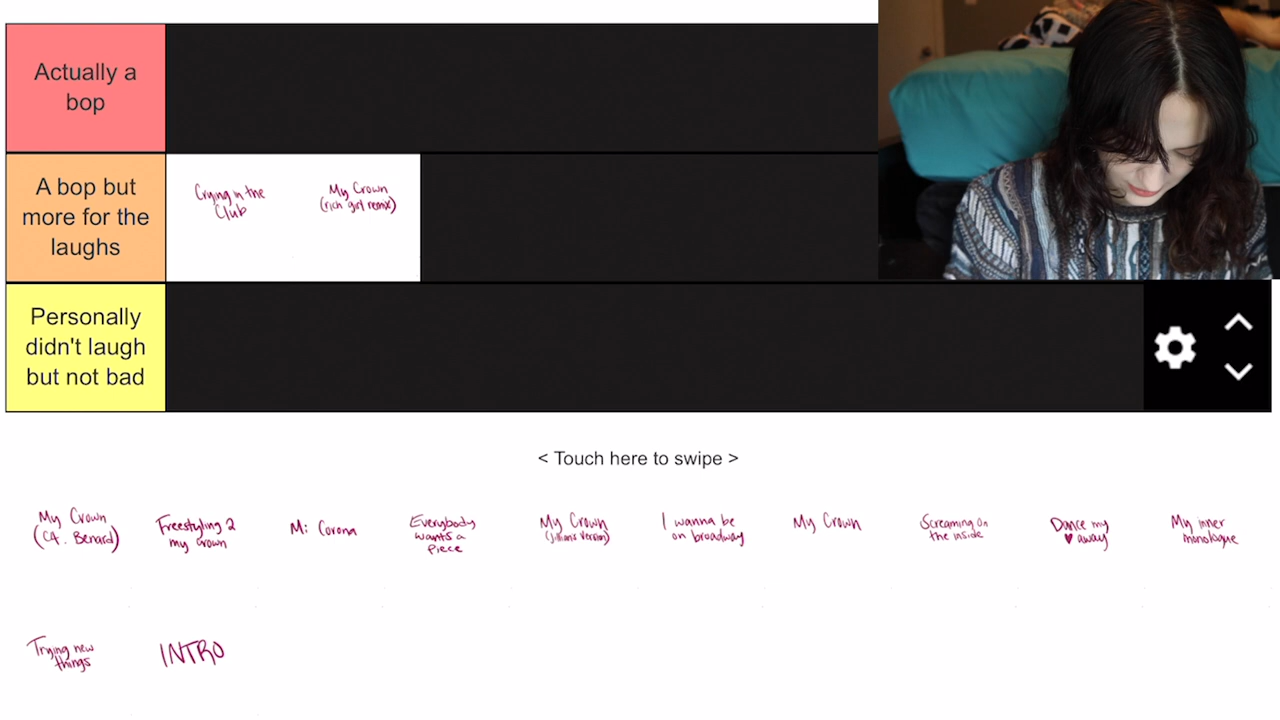 Actually a
bop
A bop but
more for the
laughs
Crying in the
Club
My Crown
(rich girl remix)
Personally
didn't laugh
but not bad
< Touch here to swipe >
My Crown
(C4. Benard)
Freestyling 2
my crown
Mi Corona
Everybody
wants a
piece
My Crown
(Jillians Version)
I wanna be
on broadway
My Crown
Screaming on
the inside
Dance my
♥ away
My inner
monologue
Trying new
things
INTRO